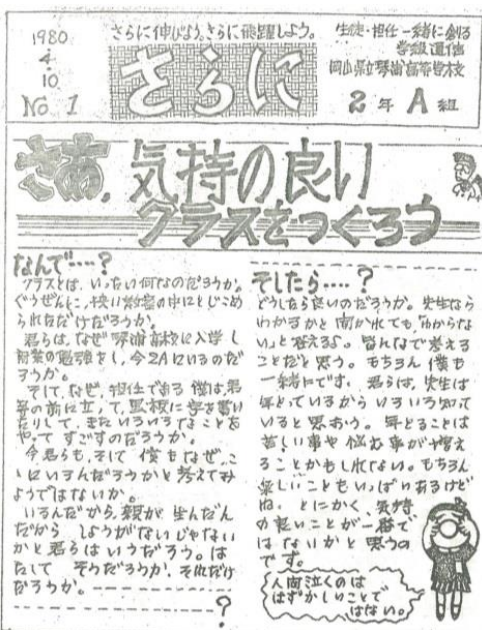 1980
4
10
No.1
さらに伸びよう。さらに飛躍しよう。
さらに
生徒・担任一緒に創る
学級通信
岡山県立琴浦高等学校
2年A組
さあ、気持の良い
クラスをつくろう
なんで‥‥?
クラスとは、いったい何なのだろうか。
ぐうぜんに、狭い教室の中にとじこめ
られただけだろうか。
君らは、なぜ琴浦高校に入学し
勉強をし、今2Aにいるのだ
ろうか。
そして、なぜ、担任である僕は、君
等の前に立って、黒板に字を書い
たりして、またいろいろなことを
やってすごすのだろうか。
今君らも、そして僕もなぜ、こ
こにいるんだろうかと考えてみ
ようではないか。
いるんだから、親が生んだん
だからしょうがないじゃない
かと君らはいうだろう。は
たしてそうだろうか、それだけ
だろうか。
?
そしたら‥‥?
どうしたら良いのだろうか。先生なら
わかるかと聞かれても、「わからな
い」と答えるよ。皆んなで考える
ことだと思う。もちろん僕も
一緒にです。君らは、先生は
年とっているからいろいろ知って
いると思おう。年とることは
苦しい事や悩む事が増え
ることかもしれない。もちろん
楽しいこともいっぱいあるけど
ね。とにかく、気持
の軽いことが一番で
はないかと思うの
です。
人間泣くのは
はずかしいことで
はない。